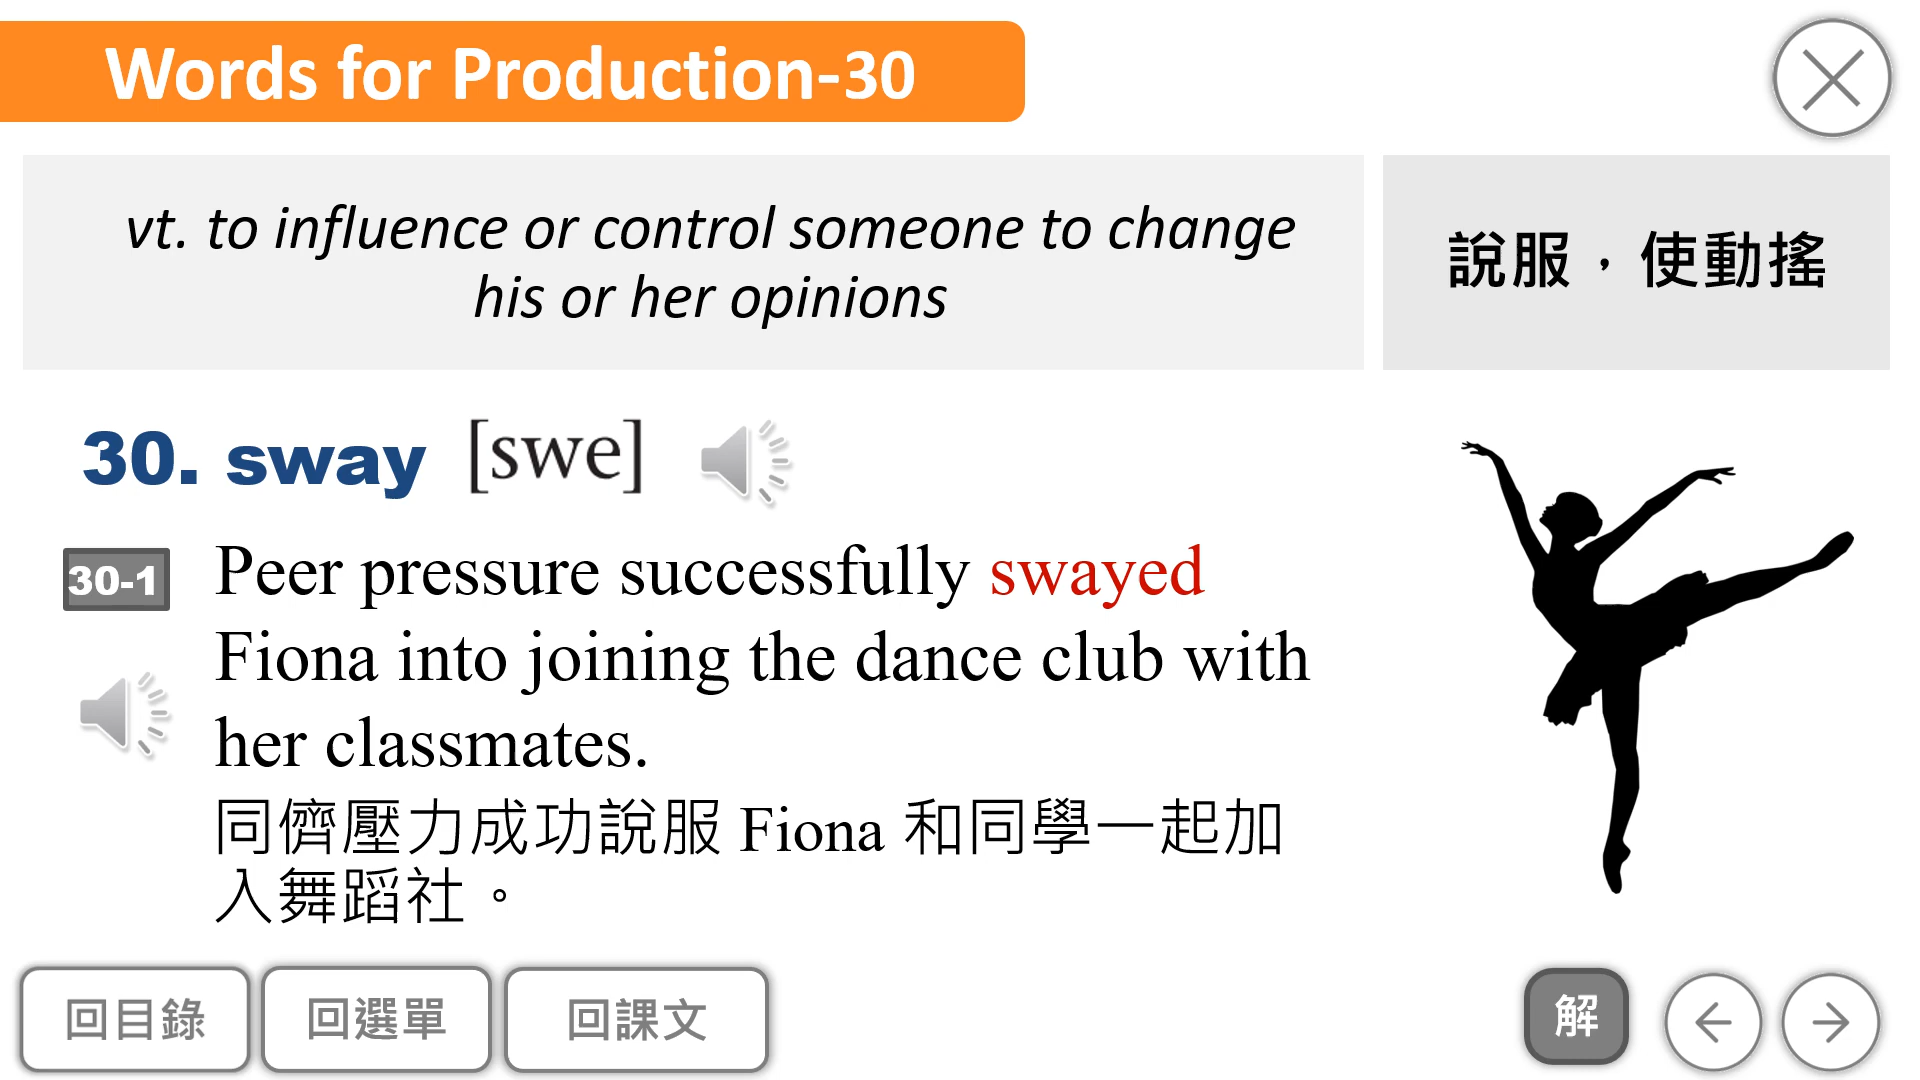 Words for Production-30
vt. to influence or control someone to change
his or her opinions
說服，使動搖
30. sway [swe]
30-1
Peer pressure successfully swayed
Fiona into joining the dance club with
her classmates.
同儕壓力成功說服 Fiona 和同學一起加
入舞蹈社。
回目錄
回選單
回課文
解